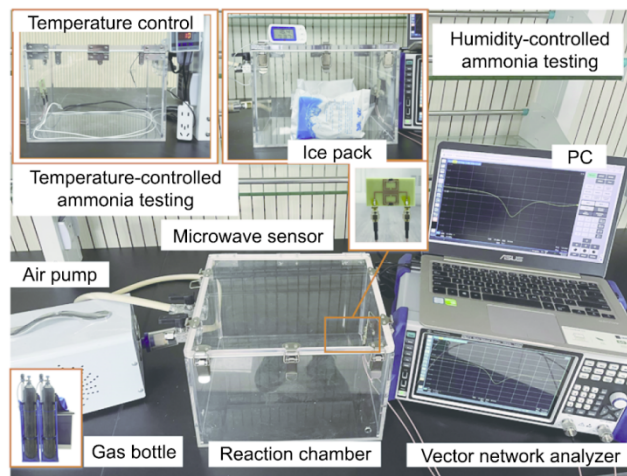 Temperature control
Humidity-controlled
ammonia testing
Ice pack
PC
Temperature-controlled
ammonia testing
Microwave sensor
Air pump
ASUS
Gas bottle
Reaction chamber
Vector network analyzer